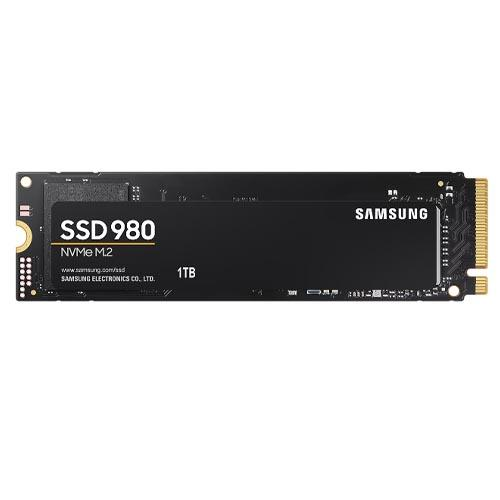 SSD 980
NVMe M.2
www.samsung.com/ssd
SAMSUNG ELECTRONICS CO., LTD.
1TB
SAMSUNG